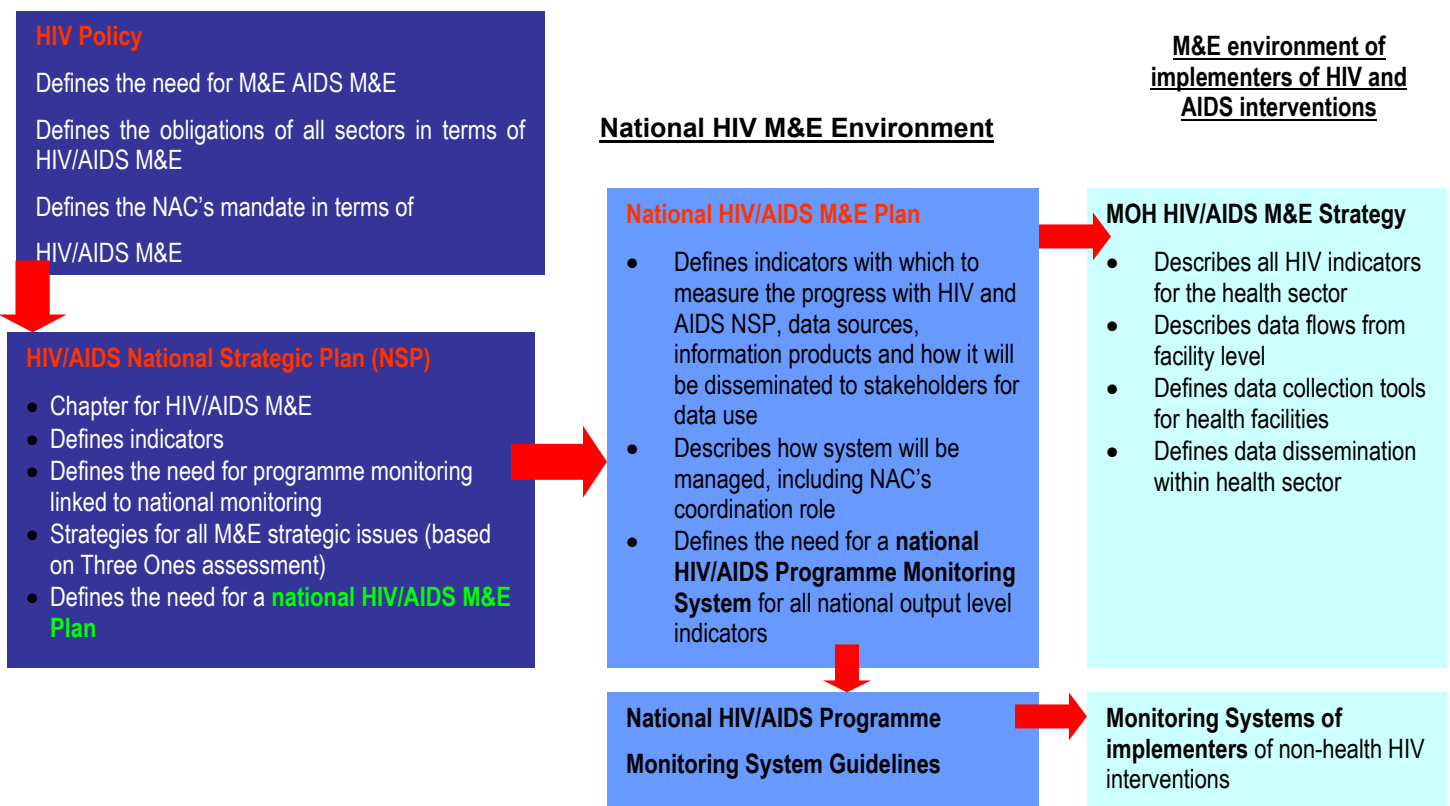 HIV Policy
Defines the need for M&E AIDS M&E
Defines the obligations of all sectors in terms of
HIV/AIDS M&E
Defines the NAC's mandate in terms of
HIV/AIDS M&E
HIV/AIDS National Strategic Plan (NSP)
• Chapter for HIV/AIDS M&E
• Defines indicators
• Defines the need for programme monitoring
linked to national monitoring
• Strategies for all M&E strategic issues (based
on Three Ones assessment)
• Defines the need for a national HIV/AIDS M&E
Plan
National HIV M&E Environment
National HIV/AIDS M&E Plan
• Defines indicators with which to
measure the progress with HIV and
AIDS NSP, data sources,
information products and how it will
be disseminated to stakeholders for
data use
• Describes how system will be
managed, including NAC's
coordination role
• Defines the need for a national
HIV/AIDS Programme Monitoring
System for all national output level
indicators
National HIV/AIDS Programme
Monitoring System Guidelines
M&E environment of
implementers of HIV and
AIDS interventions
MOH HIV/AIDS M&E Strategy
• Describes all HIV indicators
for the health sector
• Describes data flows from
facility level
• Defines data collection tools
for health facilities
• Defines data dissemination
within health sector
Monitoring Systems of
implementers of non-health HIV
interventions